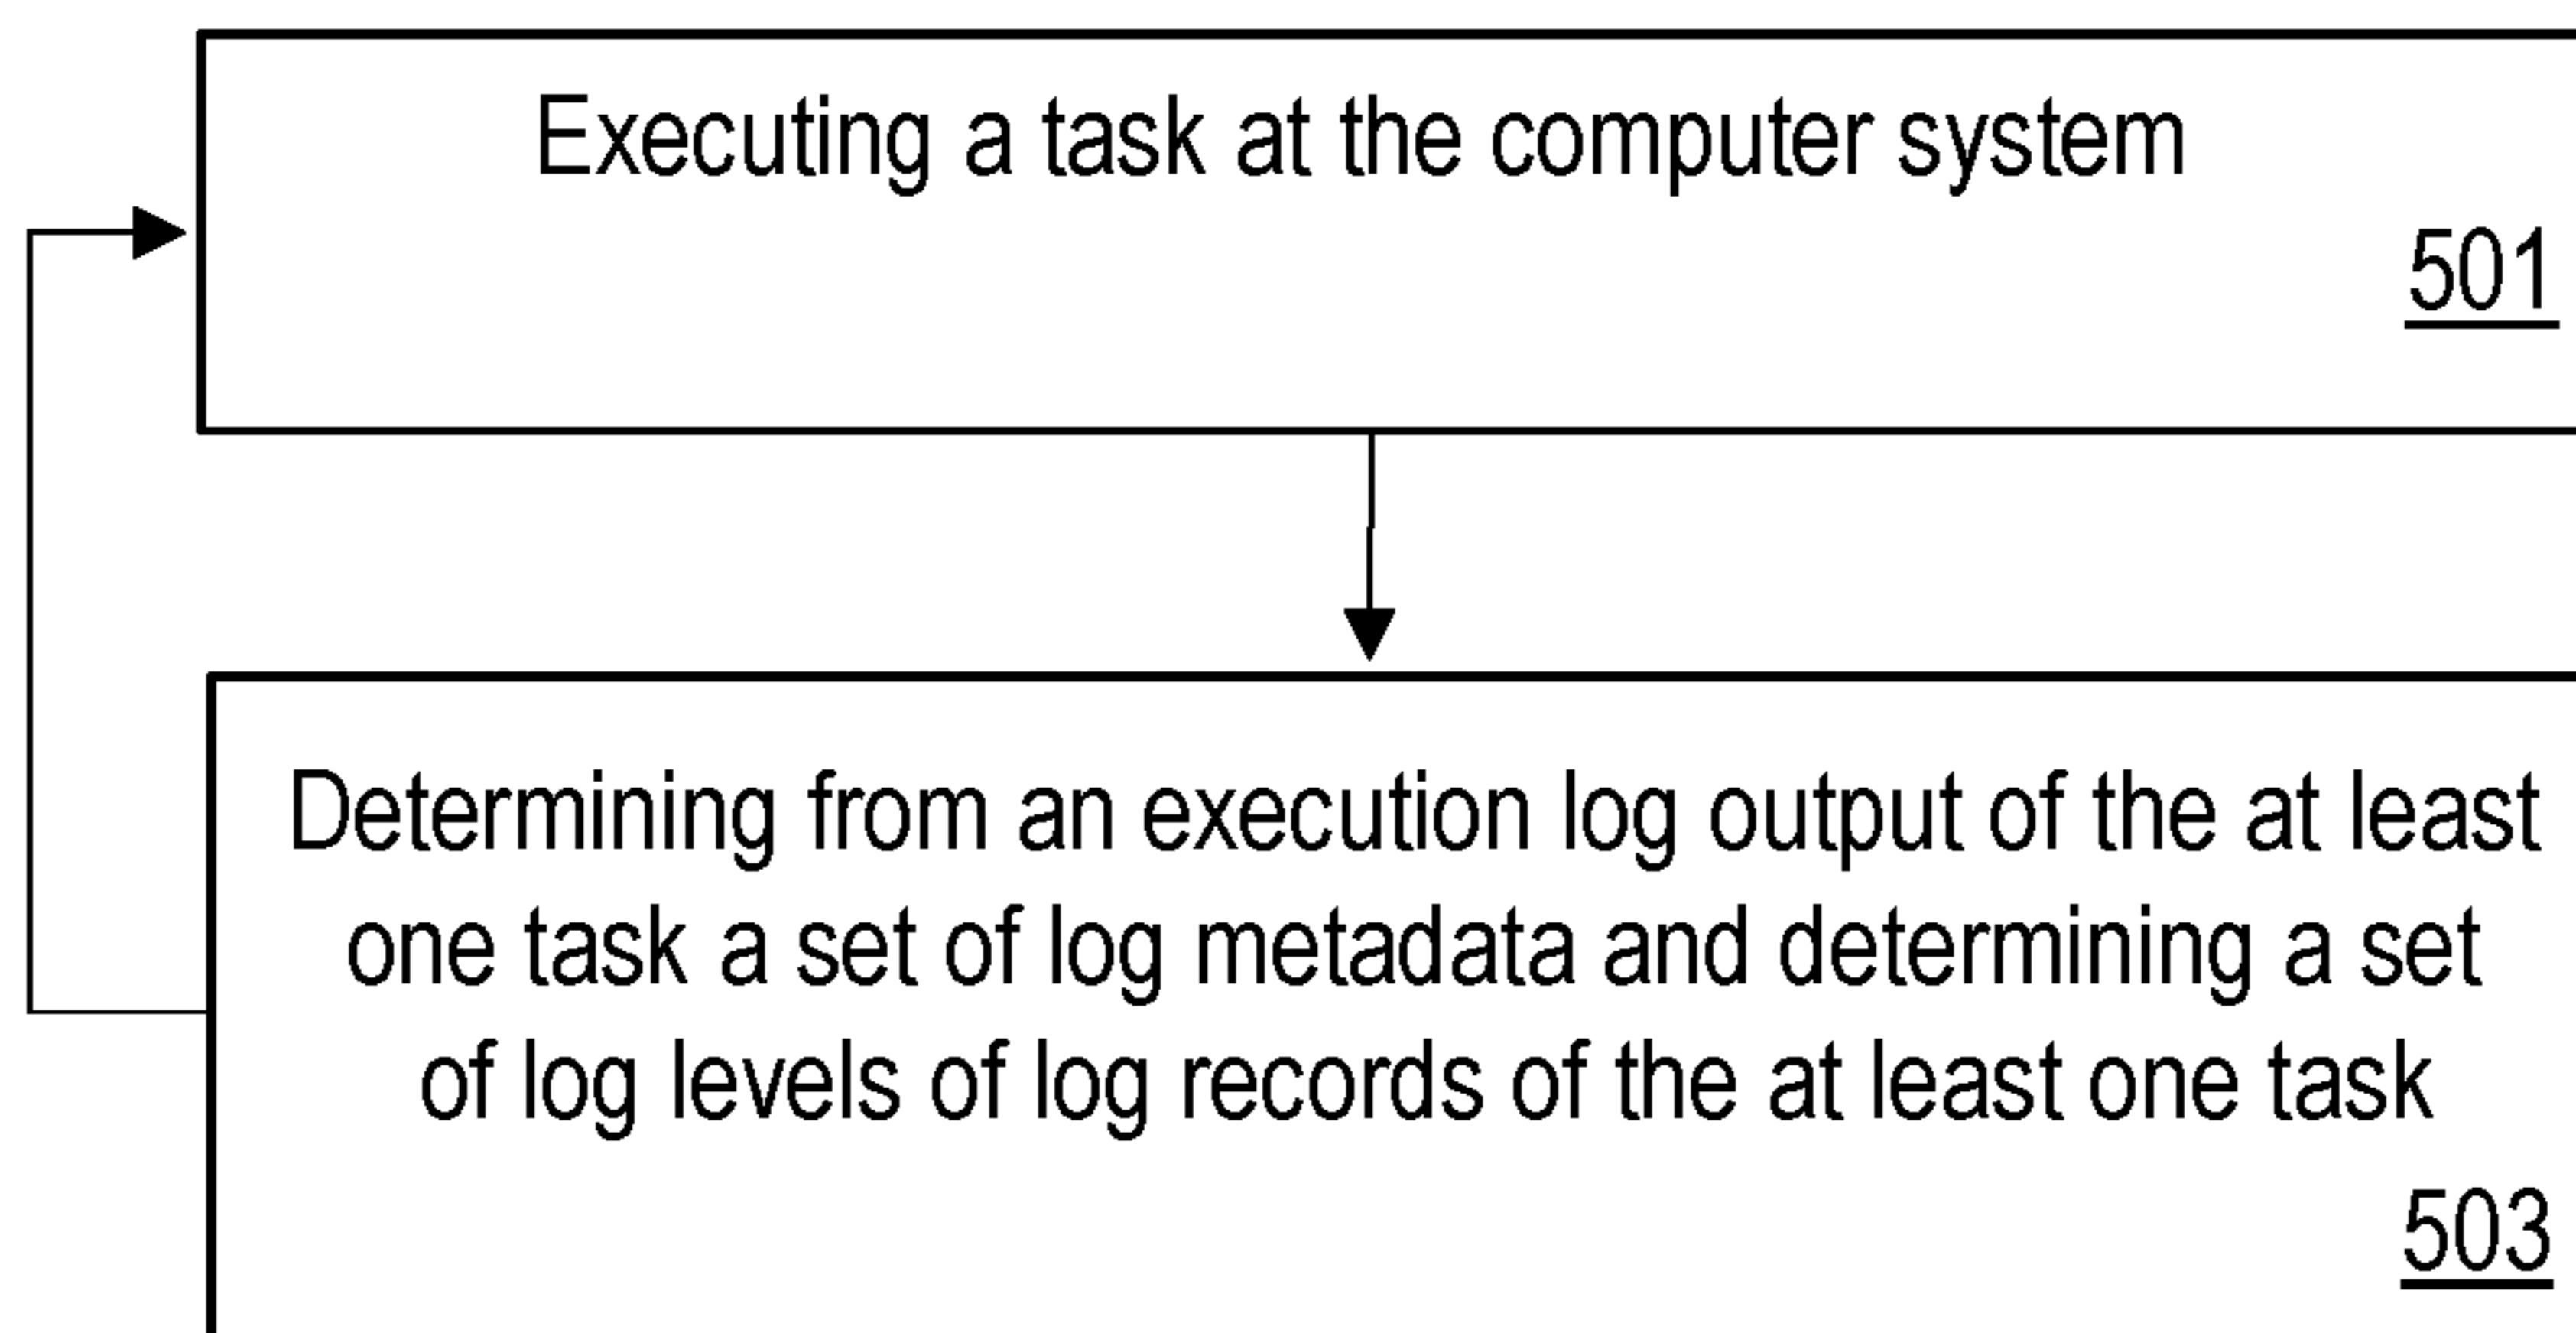 Executing a task at the computer system
501
Determining from an execution log output of the at least
one task a set of log metadata and determining a set
of log levels of log records of the at least one task
503